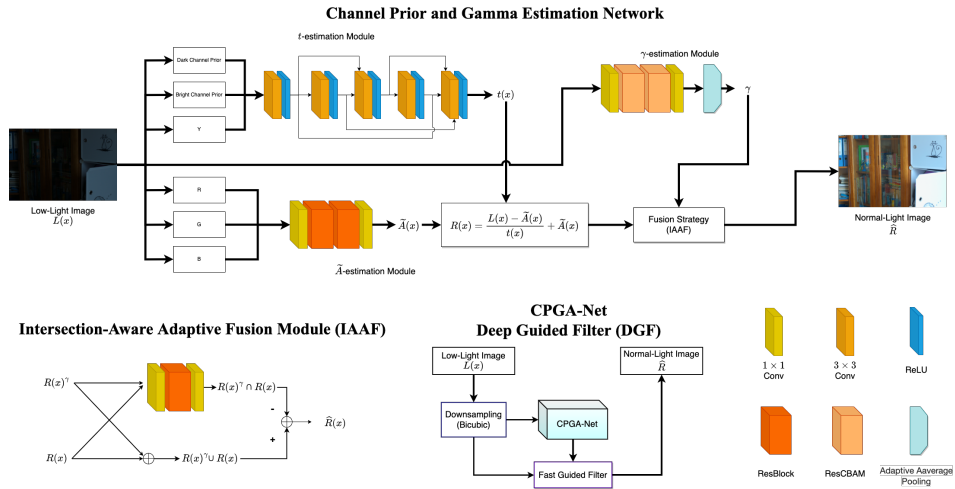 Channel Prior and Gamma Estimation Network
t-estimation Module
γ-estimation Module
Dark Channel Prior
Bright Channel Prior
Y
t(x)
γ
Low-Light Image
L(x)
R
G
B
Ã-estimation Module
Ã(x)
R(x) = (L(x) − Ã(x)) / t(x) + Ã(x)
Fusion Strategy
(IAAF)
Normal-Light Image
R̂
Intersection-Aware Adaptive Fusion Module (IAAF)
R(x)^γ
R(x)^γ ∩ R(x)
-
+
R̂(x)
R(x)
R(x)^γ ∪ R(x)
CPGA-Net
Deep Guided Filter (DGF)
Low-Light Image
L(x)
Normal-Light Image
R̂
Downsampling
(Bicubic)
CPGA-Net
Fast Guided Filter
1 × 1
Conv
3 × 3
Conv
ReLU
ResBlock
ResCBAM
Adaptive Aaverage
Pooling